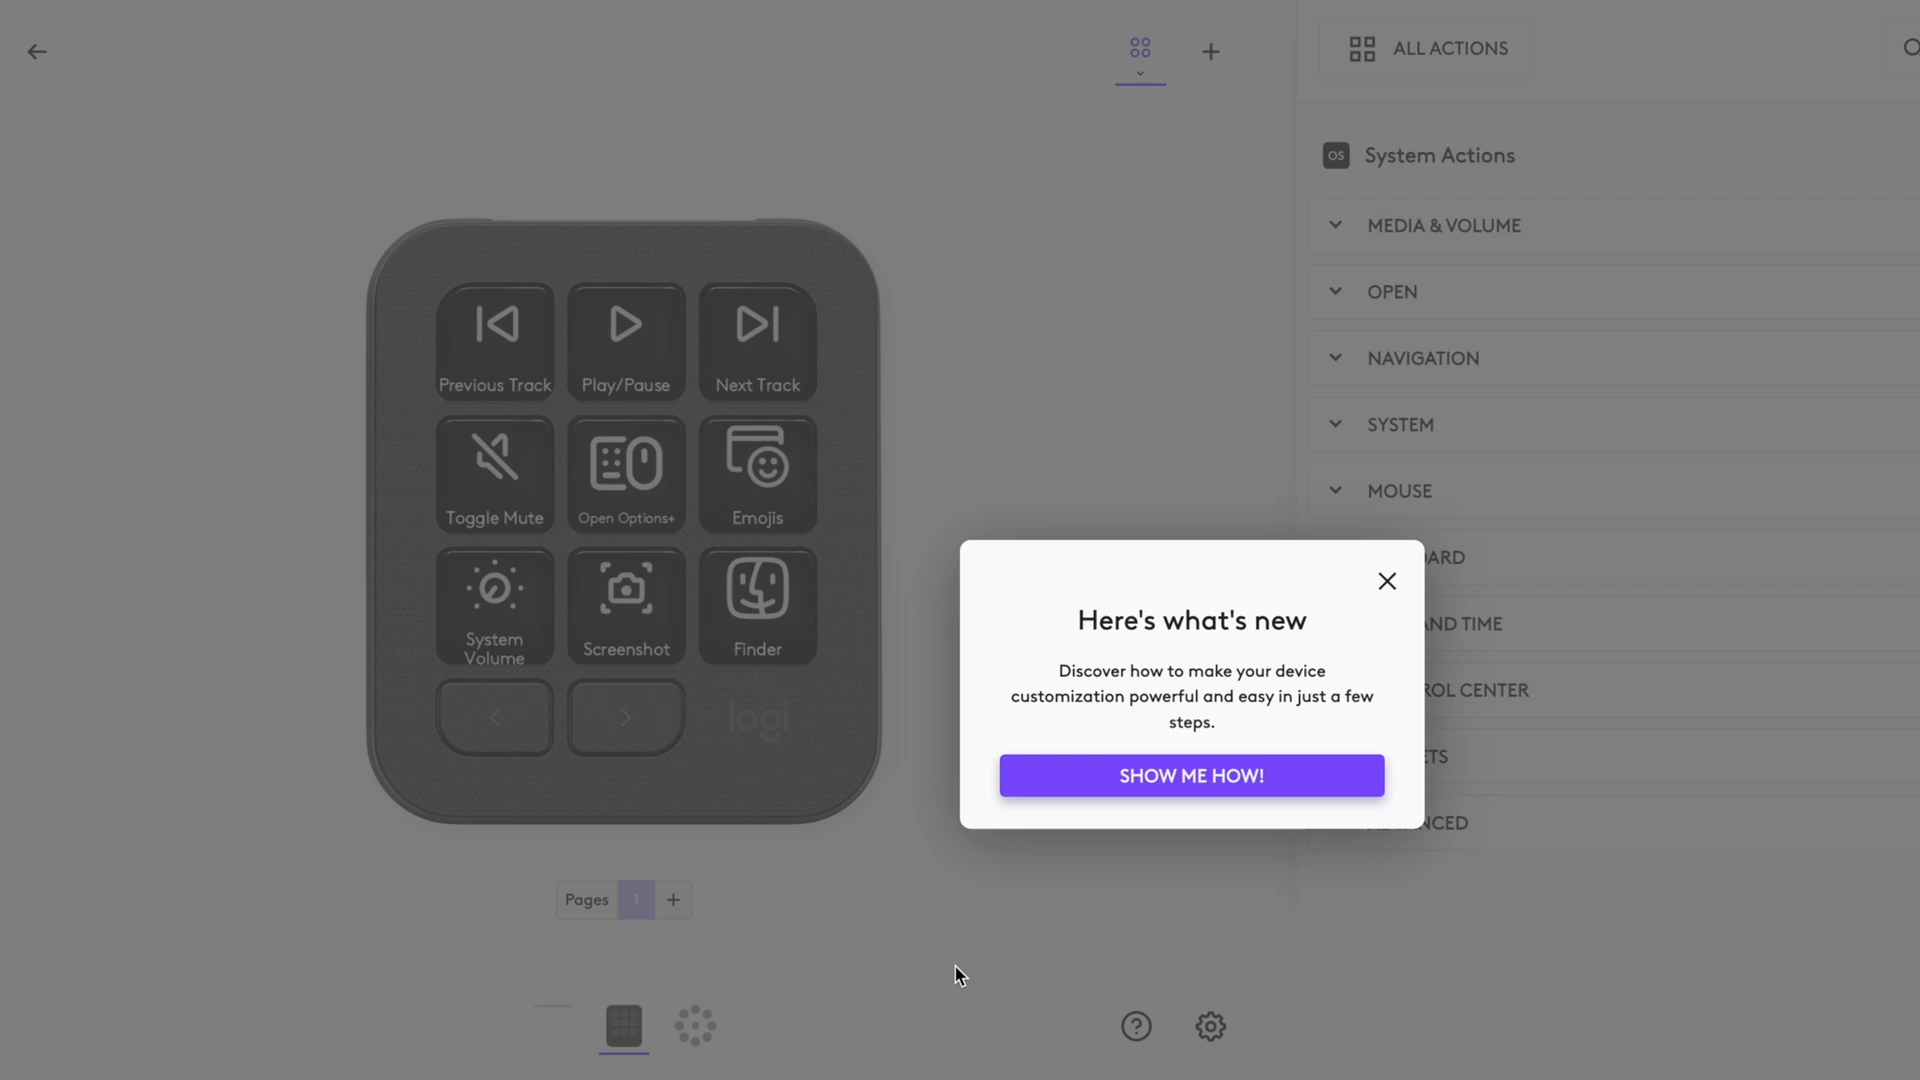 ALL ACTIONS
OS System Actions
MEDIA & VOLUME
OPEN
NAVIGATION
SYSTEM
MOUSE
ARD
AND TIME
ROL CENTER
ETS
NCED
Previous Track
Play/Pause
Next Track
Toggle Mute
Open Options+
Emojis
System
Volume
Screenshot
Finder
logi
Here's what's new
Discover how to make your device
customization powerful and easy in just a few
steps.
SHOW ME HOW!
Pages 1 +